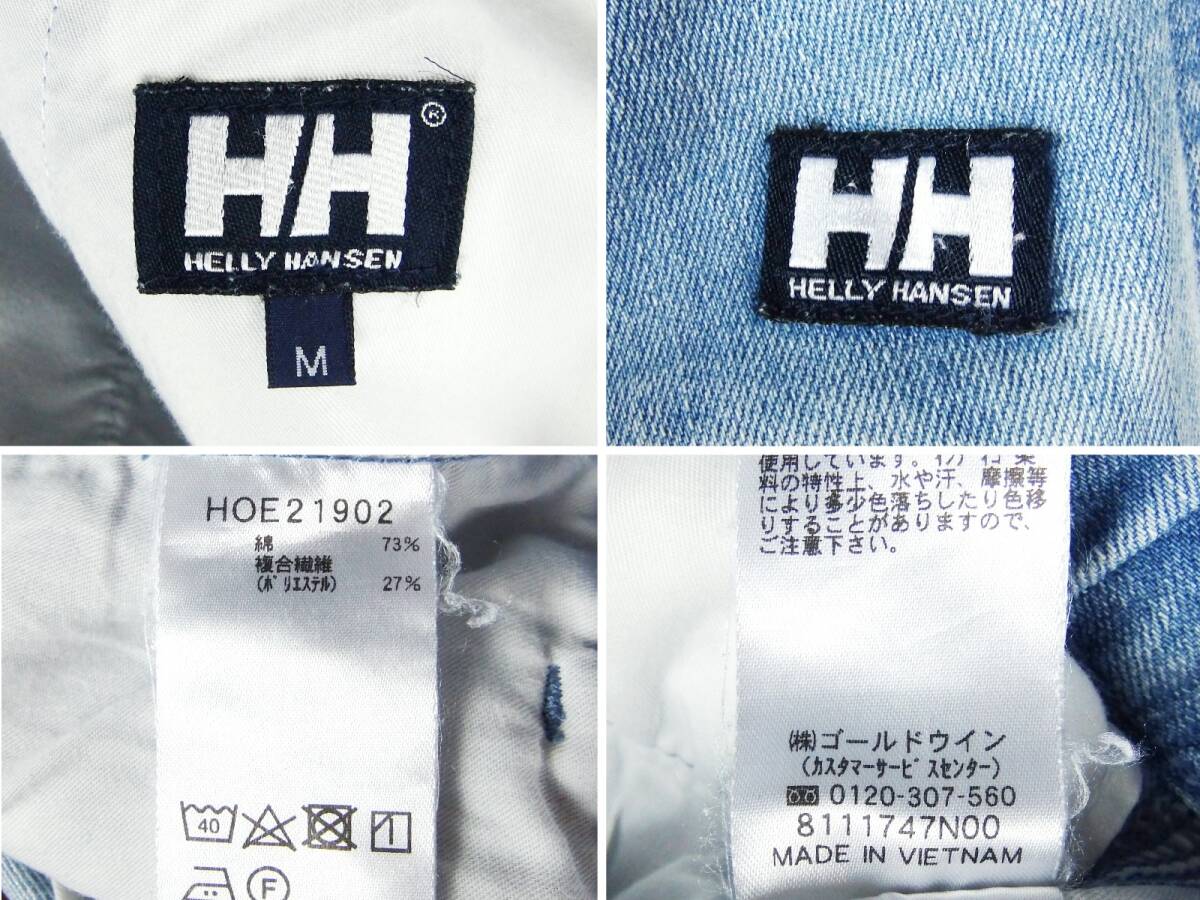 HH®
HELLY HANSEN
M
HH
HELLY HANSEN
HOE21902
綿 73%
複合繊維
(ポリエステル) 27%
40
F
使用しています。
料の特性上、水や汗、摩擦等
により多少色落ちしたり色移
りすることがありますので、
ご注意下さい。
(株)ゴールドウイン
(カスタマーサービスセンター)
0120-307-560
8111747N00
MADE IN VIETNAM